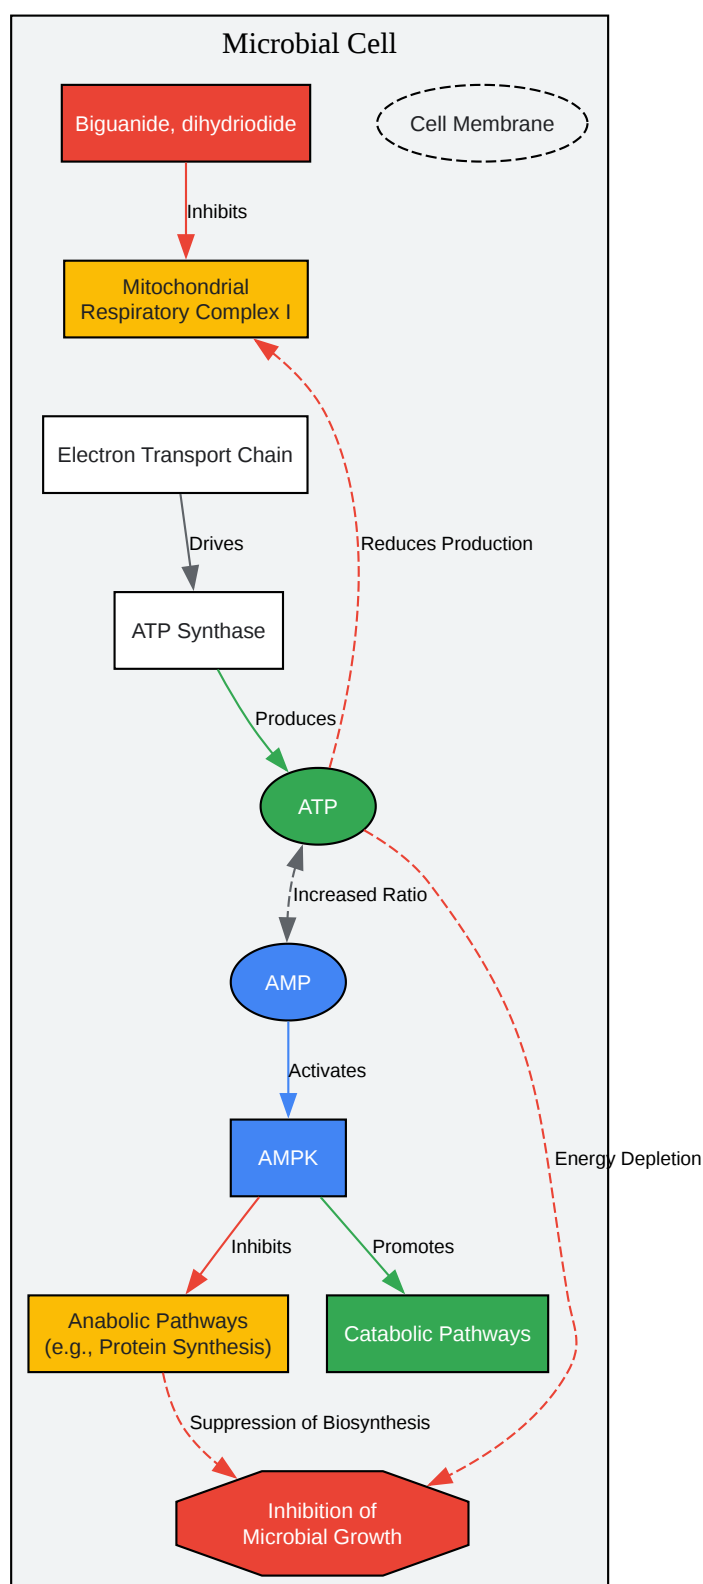 Microbial Cell
Biguanide, dihydriodide
Cell Membrane
Inhibits
Mitochondrial
Respiratory Complex I
Electron Transport Chain
Drives
Reduces Production
ATP Synthase
Produces
ATP
Increased Ratio
AMP
Activates
AMPK
Energy Depletion
Inhibits
Promotes
Anabolic Pathways
(e.g., Protein Synthesis)
Catabolic Pathways
Suppression of Biosynthesis
Inhibition of
Microbial Growth